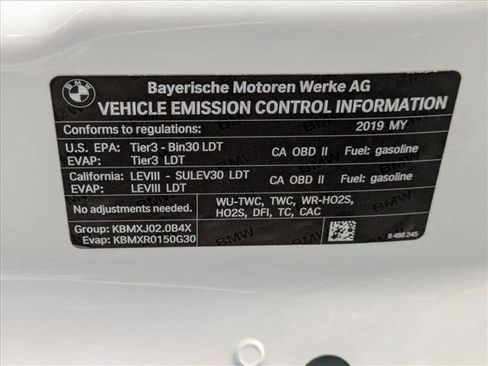 BMW
Bayerische Motoren Werke AG
VEHICLE EMISSION CONTROL INFORMATION
Conforms to regulations: 2019 MY
U.S. EPA: Tier3 - Bin30 LDT CA OBD II Fuel: gasoline
EVAP: Tier3 LDT
California: LEVIII - SULEV30 LDT CA OBD II Fuel: gasoline
EVAP: LEVIII LDT
No adjustments needed. WU-TWC, TWC, WR-HO2S,
HO2S, DFI, TC, CAC
Group: KBMXJ02.0B4X
Evap: KBMXR0150G30
BMW
9 488 245